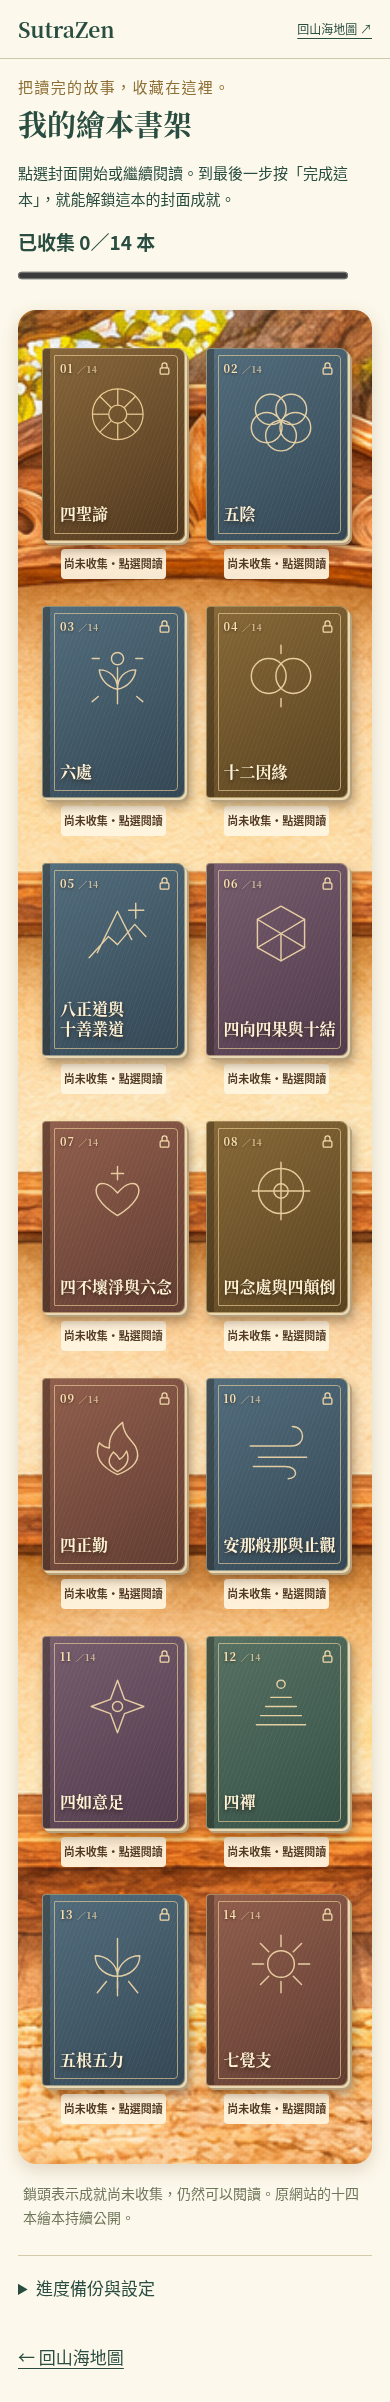 SutraZen
回山海地圖 ↗
把讀完的故事，收藏在這裡。
我的繪本書架
點選封面開始或繼續閱讀。到最後一步按「完成這
本」，就能解鎖這本的封面成就。
已收集 0／14 本
01 ／14
四聖諦
尚未收集・點選閱讀
02 ／14
五陰
尚未收集・點選閱讀
03 ／14
六處
尚未收集・點選閱讀
04 ／14
十二因緣
尚未收集・點選閱讀
05 ／14
八正道與
十善業道
尚未收集・點選閱讀
06 ／14
四向四果與十結
尚未收集・點選閱讀
07 ／14
四不壞淨與六念
尚未收集・點選閱讀
08 ／14
四念處與四顛倒
尚未收集・點選閱讀
09 ／14
四正勤
尚未收集・點選閱讀
10 ／14
安那般那與止觀
尚未收集・點選閱讀
11 ／14
四如意足
尚未收集・點選閱讀
12 ／14
四禪
尚未收集・點選閱讀
13 ／14
五根五力
尚未收集・點選閱讀
14 ／14
七覺支
尚未收集・點選閱讀
鎖頭表示成就尚未收集，仍然可以閱讀。原網站的十四
本繪本持續公開。
▶ 進度備份與設定
← 回山海地圖